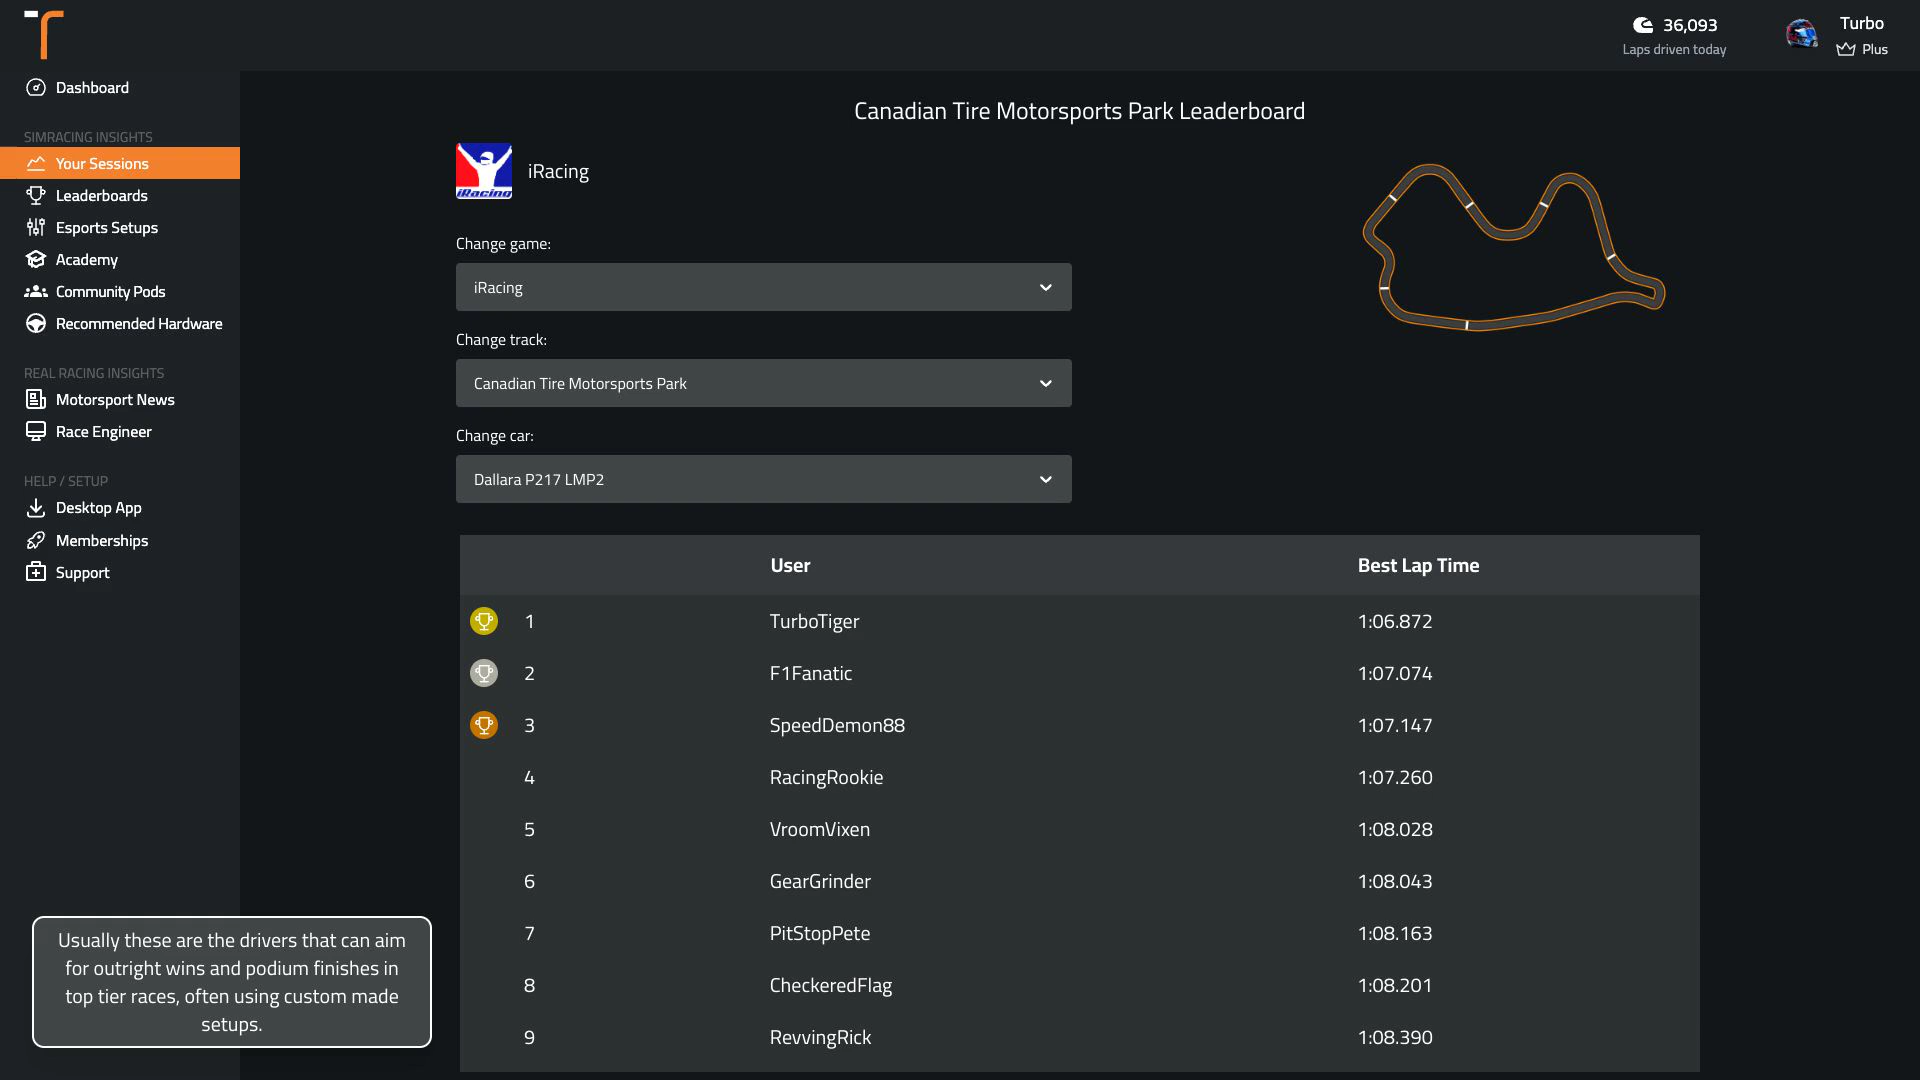 36,093
Laps driven today
Turbo
Plus
Dashboard
SIMRACING INSIGHTS
Your Sessions
Leaderboards
Esports Setups
Academy
Community Pods
Recommended Hardware
REAL RACING INSIGHTS
Motorsport News
Race Engineer
HELP / SETUP
Desktop App
Memberships
Support
Usually these are the drivers that can aim
for outright wins and podium finishes in
top tier races, often using custom made
setups.
Canadian Tire Motorsports Park Leaderboard
iRacing
iRacing
Change game:
iRacing
Change track:
Canadian Tire Motorsports Park
Change car:
Dallara P217 LMP2
User Best Lap Time
1 TurboTiger 1:06.872
2 F1Fanatic 1:07.074
3 SpeedDemon88 1:07.147
4 RacingRookie 1:07.260
5 VroomVixen 1:08.028
6 GearGrinder 1:08.043
7 PitStopPete 1:08.163
8 CheckeredFlag 1:08.201
9 RevvingRick 1:08.390